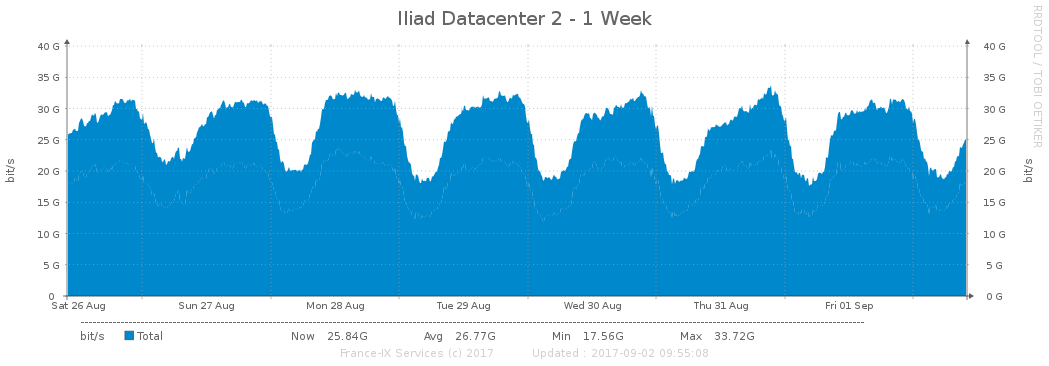 Iliad Datacenter 2 - 1 Week
RRDTOOL / TOBI OETIKER
bit/s
40 G
35 G
30 G
25 G
20 G
15 G
10 G
5 G
0
40 G
35 G
30 G
25 G
20 G
15 G
10 G
5 G
0 G
bit/s
Sat 26 Aug Sun 27 Aug Mon 28 Aug Tue 29 Aug Wed 30 Aug Thu 31 Aug Fri 01 Sep
bit/s Total Now 25.84G Avg 26.77G Min 17.56G Max 33.72G
France-IX Services (c) 2017 Updated : 2017-09-02 09:55:08